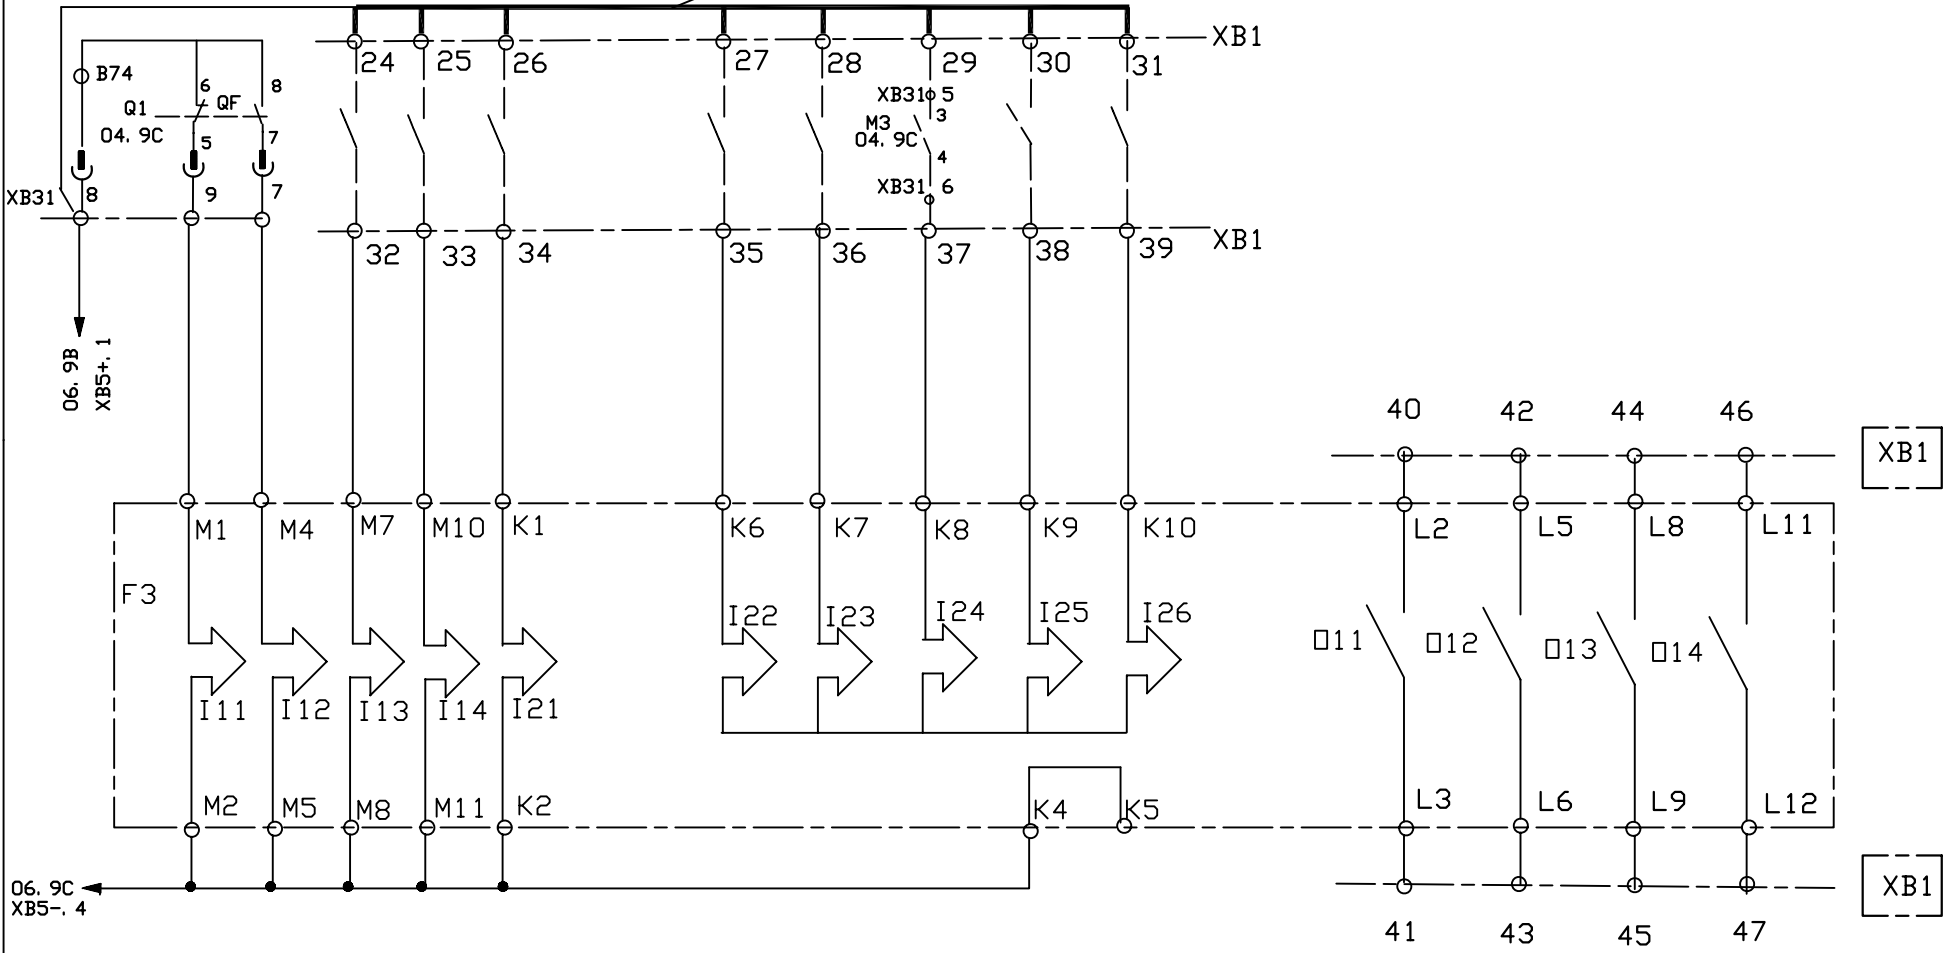 XB1
24 25 26 27 28 29 30 31
B74
6 8
Q1 QF
XB31 5
3
M3
04. 9C 04. 9C
5 7
4
XB31 8 9 7
XB31 6
XB1
32 33 34 35 36 37 38 39
06. 9B
XB5+. 1
40 42 44 46
XB1
M1 M4 M7 M10 K1 K6 K7 K8 K9 K10 L2 L5 L8 L11
F3
I22 I23 I24 I25 I26
O11 O12 O13 O14
I11 I12 I13 I14 I21
M2 M5 M8 M11 K2 K4 K5 L3 L6 L9 L12
06. 9C
XB5-. 4
XB1
41 43 45 47